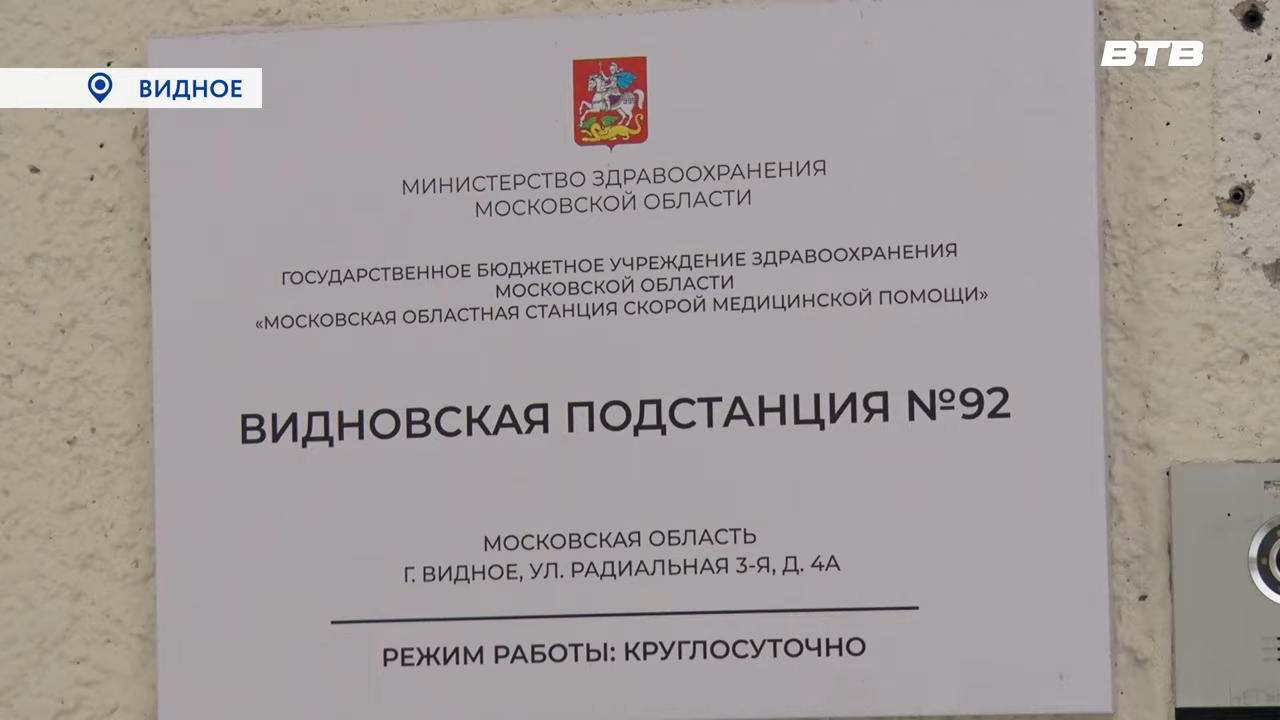 ВТВ
ВИДНОЕ
МИНИСТЕРСТВО ЗДРАВООХРАНЕНИЯ
МОСКОВСКОЙ ОБЛАСТИ
ГОСУДАРСТВЕННОЕ БЮДЖЕТНОЕ УЧРЕЖДЕНИЕ ЗДРАВООХРАНЕНИЯ
МОСКОВСКОЙ ОБЛАСТИ
«МОСКОВСКАЯ ОБЛАСТНАЯ СТАНЦИЯ СКОРОЙ МЕДИЦИНСКОЙ ПОМОЩИ»
ВИДНОВСКАЯ ПОДСТАНЦИЯ №92
МОСКОВСКАЯ ОБЛАСТЬ
Г. ВИДНОЕ, УЛ. РАДИАЛЬНАЯ 3-Я, Д. 4А
РЕЖИМ РАБОТЫ: КРУГЛОСУТОЧНО